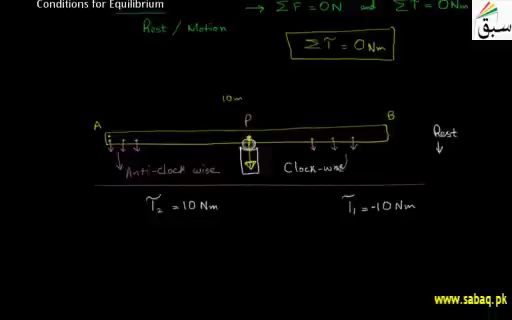 Conditions for Equilibrium
→ ΣF = 0N and ΣT = 0Nm
سبق
Rest / Motion
ΣT = 0Nm
10m
A
P
B
Rest
Anti-clock wise
Clock-wise
T₂ = 10 Nm
T₁ = -10 Nm
www.sabaq.pk